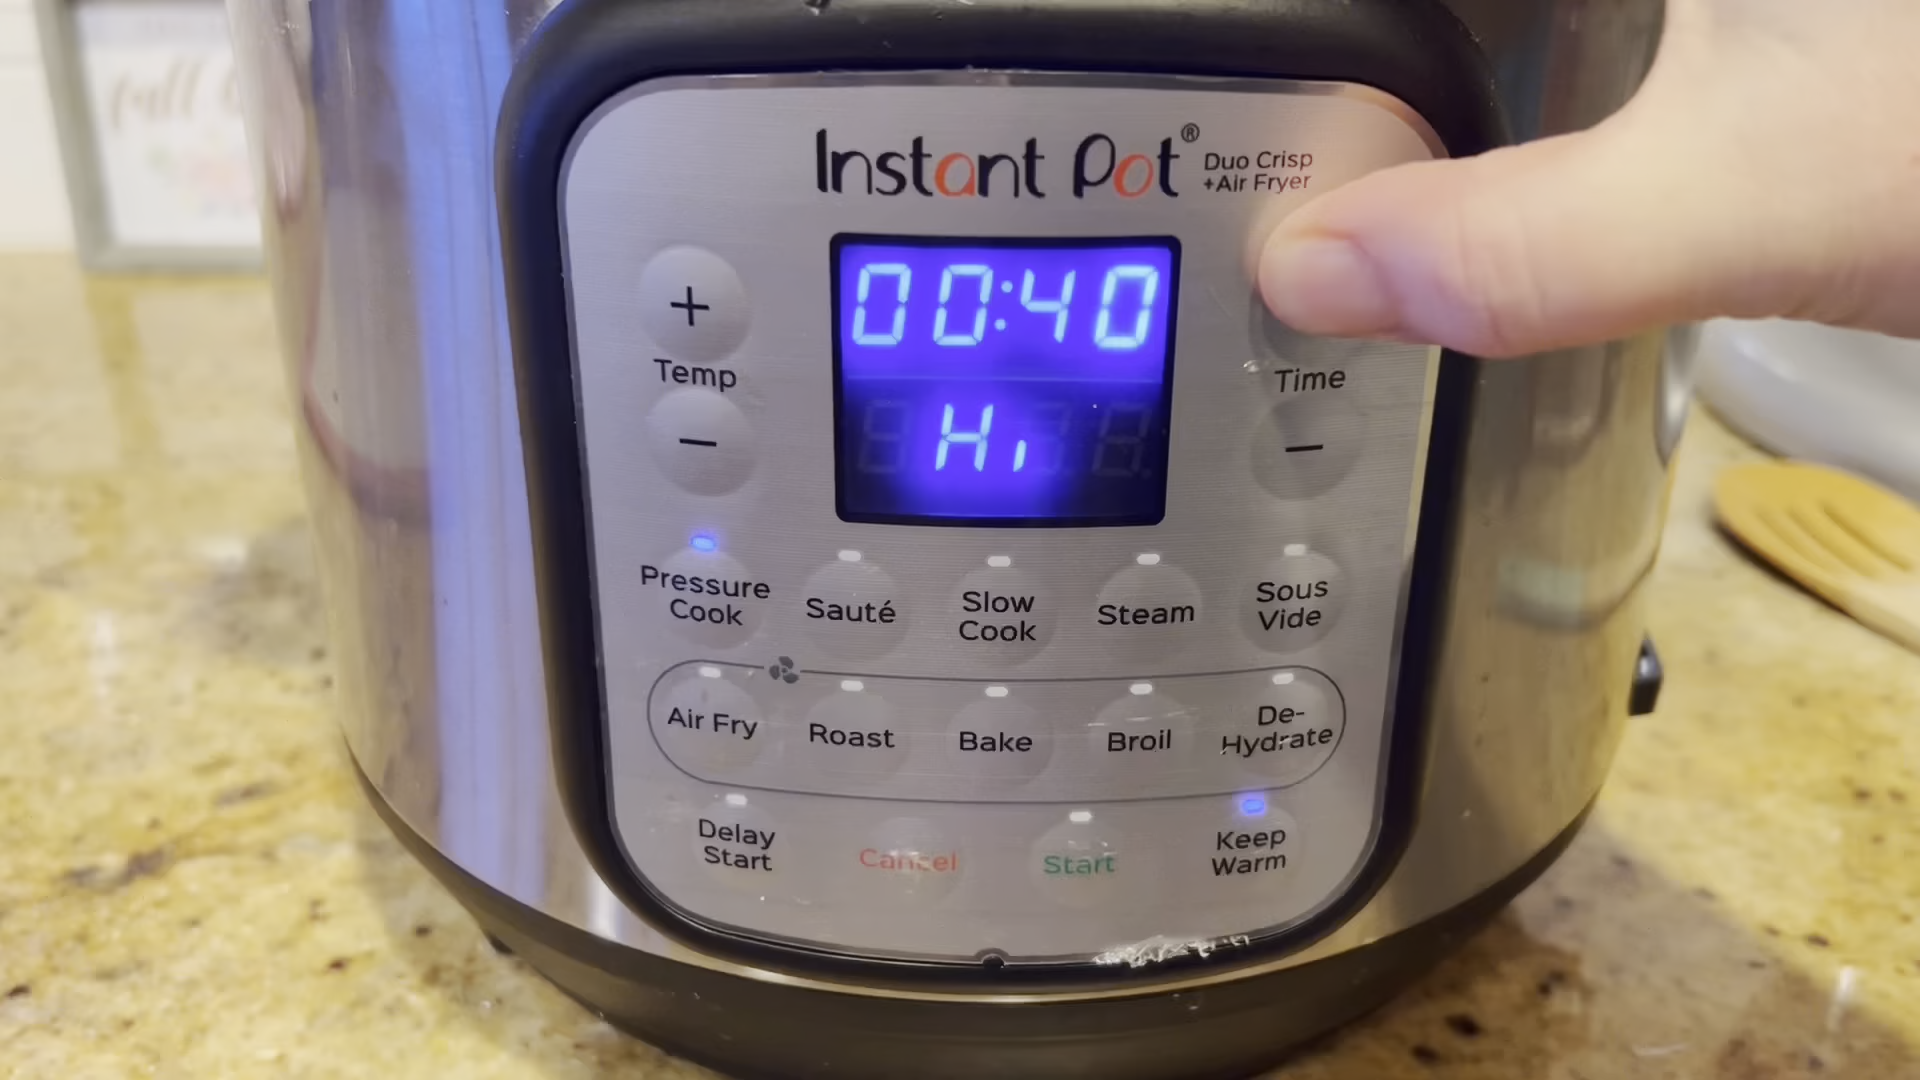 Instant Pot®
Duo Crisp
+Air Fryer
00:40
Hi
+
Temp
−
Time
−
Pressure
Cook
Sauté
Slow
Cook
Steam
Sous
Vide
Air Fry
Roast
Bake
Broil
De-
Hydrate
Delay
Start
Cancel
Start
Keep
Warm